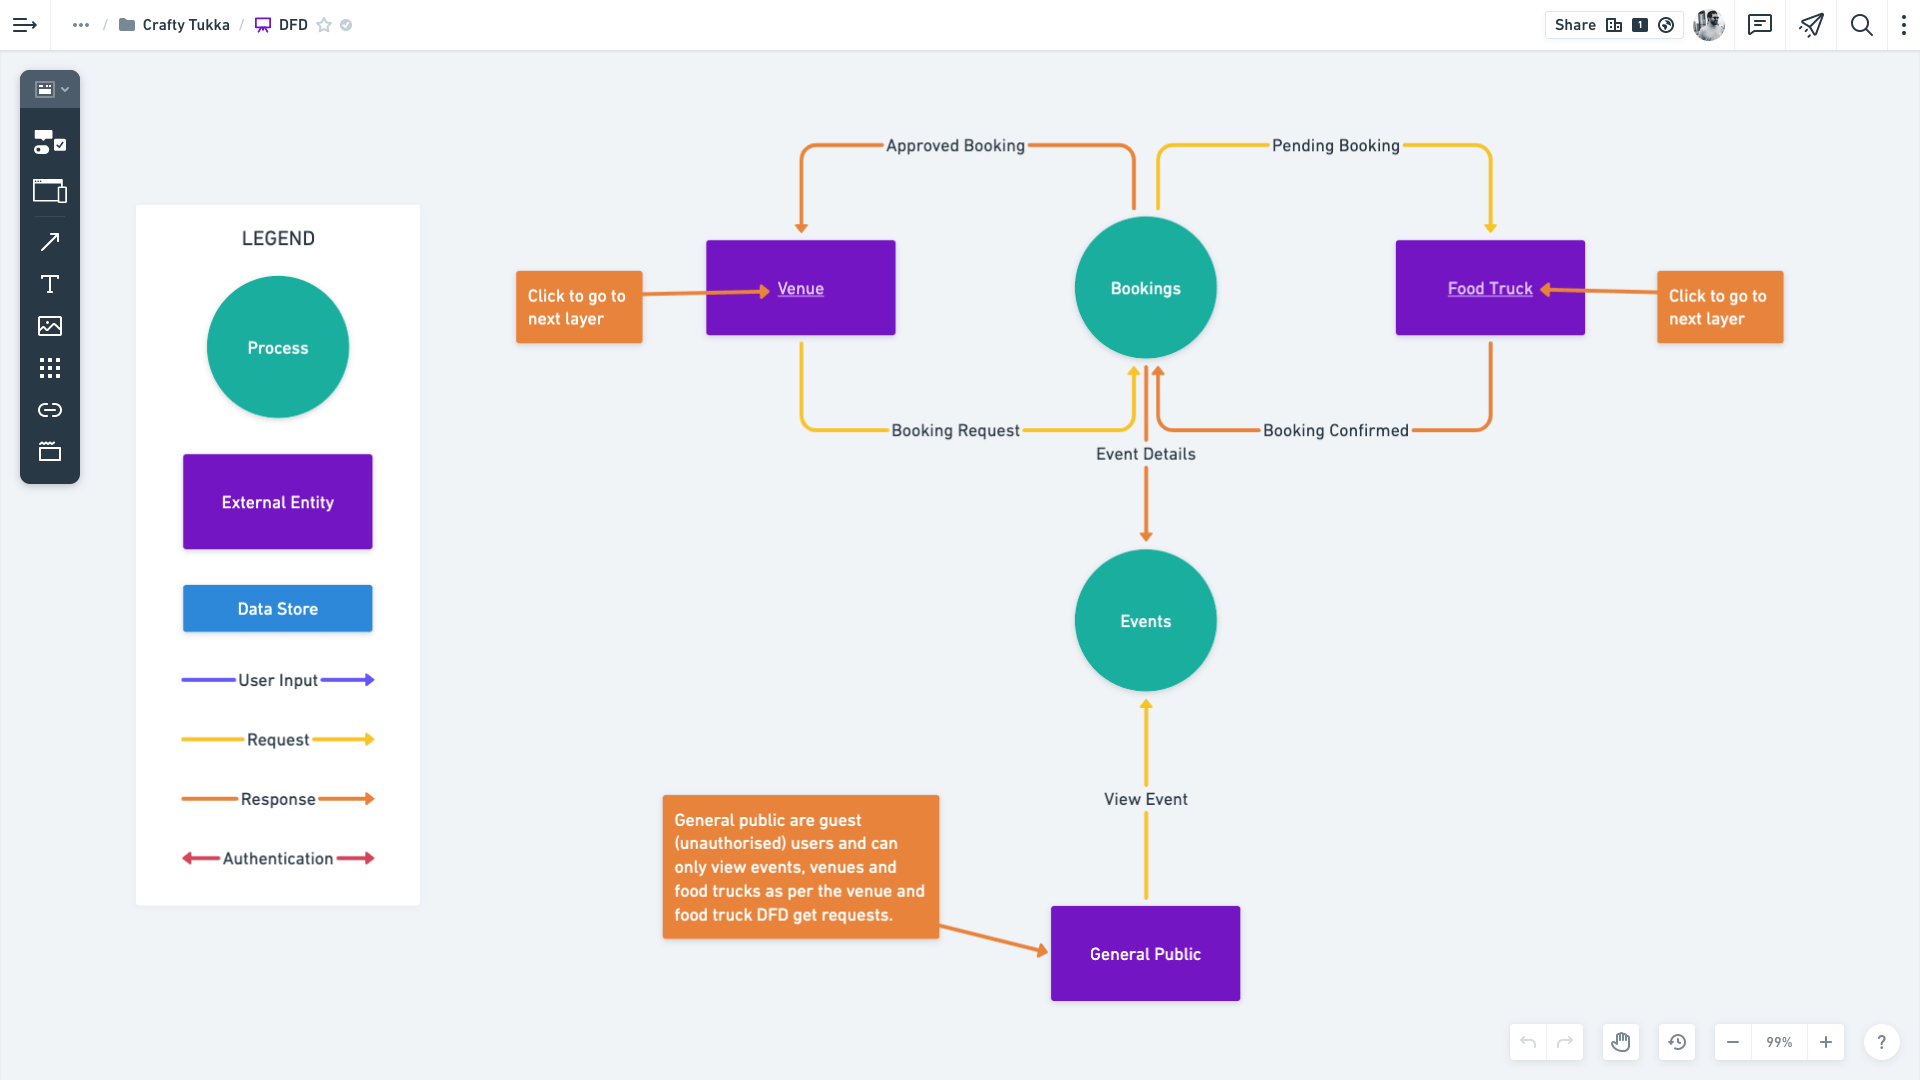 Crafty Tukka / DFD
Share 1
LEGEND
Process
External Entity
Data Store
User Input
Request
Response
Authentication
Approved Booking
Pending Booking
Click to go to
next layer
Venue
Bookings
Food Truck
Click to go to
next layer
Booking Request
Booking Confirmed
Event Details
Events
View Event
General public are guest
(unauthorised) users and can
only view events, venues and
food trucks as per the venue and
food truck DFD get requests.
General Public
99%
?